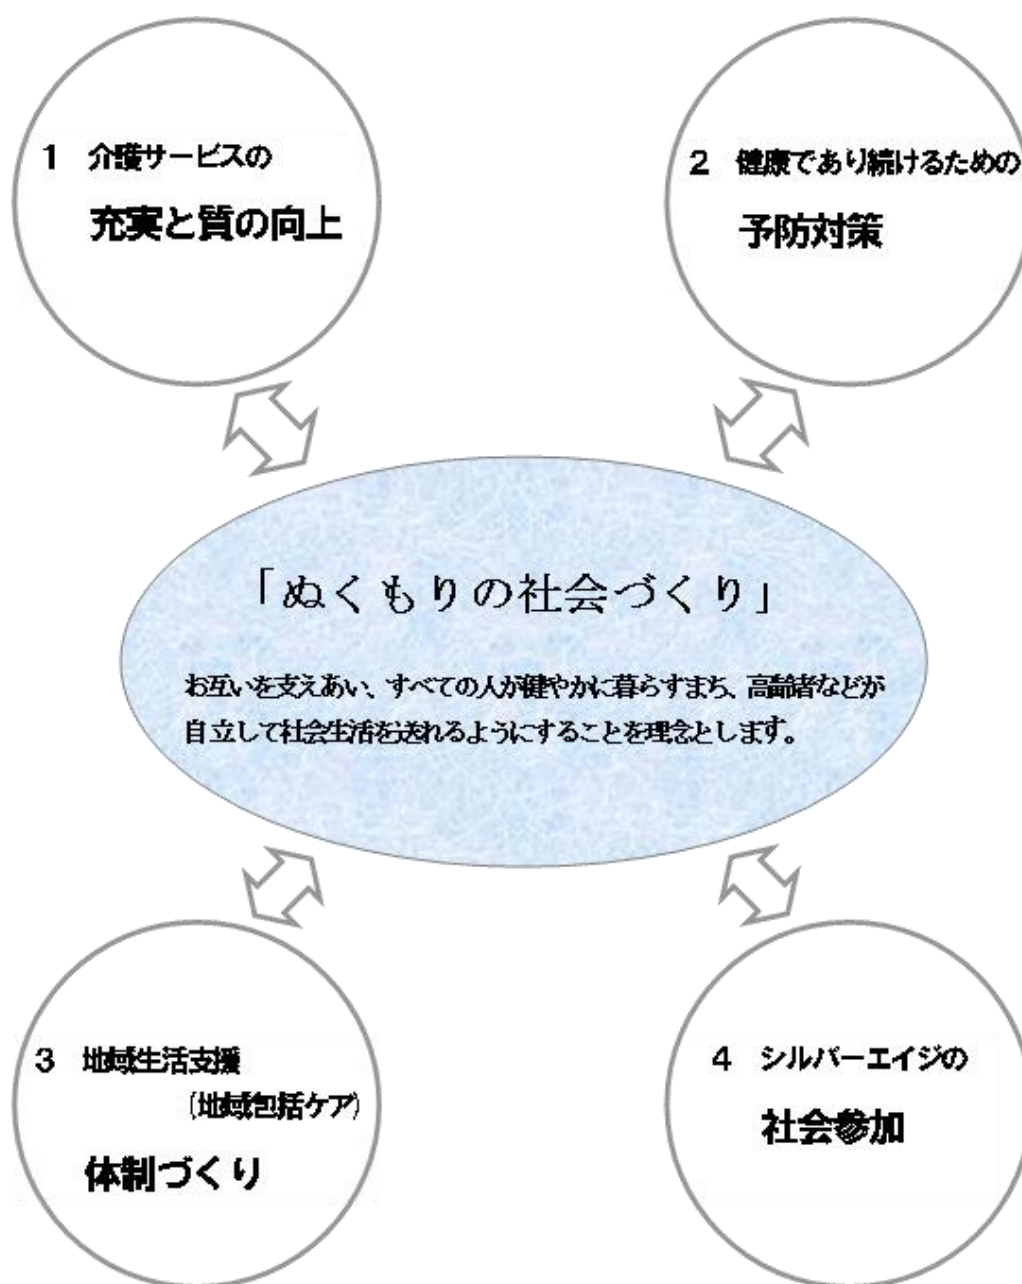 1 介護サービスの
充実と質の向上
2 健康であり続けるための
予防対策
「ぬくもりの社会づくり」
お互いを支えあい、すべての人が健やかに暮らすまち、高齢者などが
自立して社会生活を送れるようにすることを理念とします。
3 地域生活支援
(地域包括ケア)
体制づくり
4 シルバーエイジの
社会参加